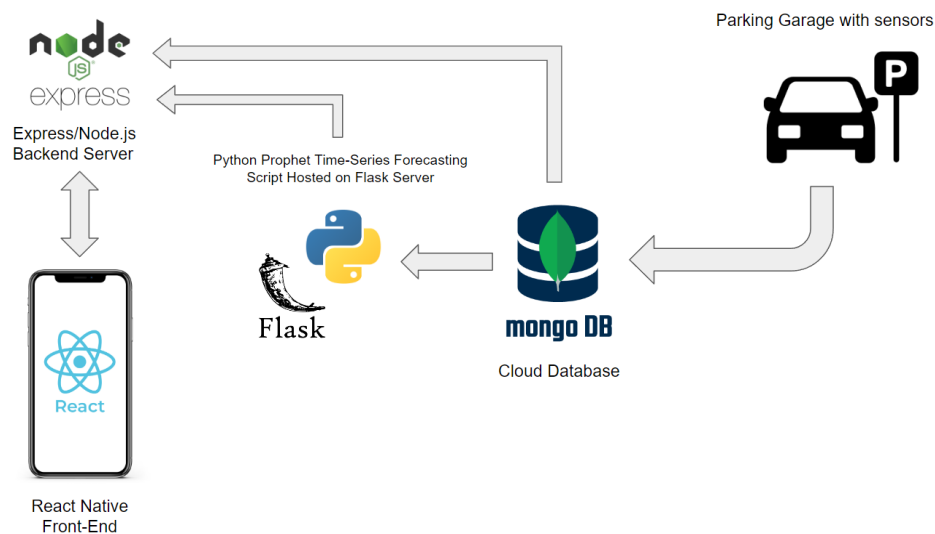 Parking Garage with sensors
P
node
JS
express
Express/Node.js
Backend Server
Python Prophet Time-Series Forecasting
Script Hosted on Flask Server
Flask
mongo DB
Cloud Database
React
React Native
Front-End